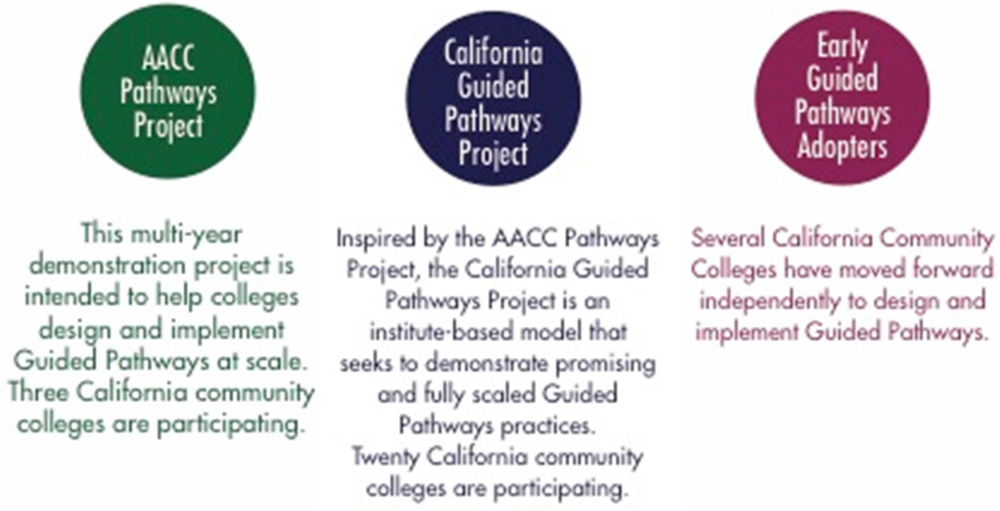 AACC
Pathways
Project
This multi-year
demonstration project is
intended to help colleges
design and implement
Guided Pathways at scale.
Three California community
colleges are participating.
California
Guided
Pathways
Project
Inspired by the AACC Pathways
Project, the California Guided
Pathways Project is an
institute-based model that
seeks to demonstrate promising
and fully scaled Guided
Pathways practices.
Twenty California community
colleges are participating.
Early
Guided
Pathways
Adopters
Several California Community
Colleges have moved forward
independently to design and
implement Guided Pathways.